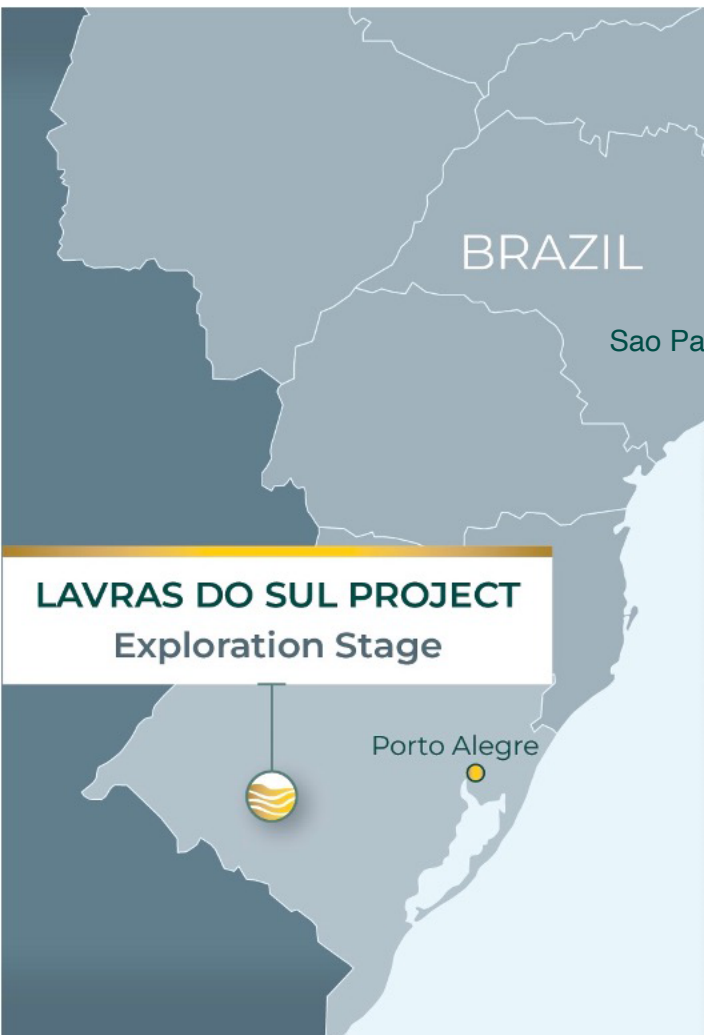 BRAZIL
Sao Pa
LAVRAS DO SUL PROJECT
Exploration Stage
Porto Alegre